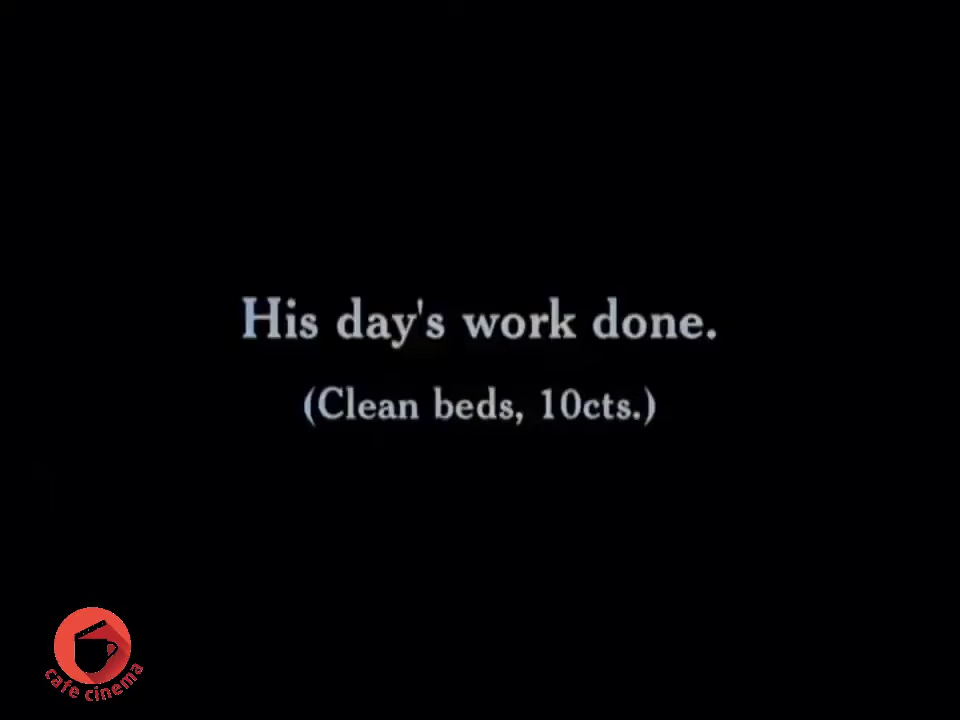 His day's work done.
(Clean beds, 10cts.)
cafe cinema